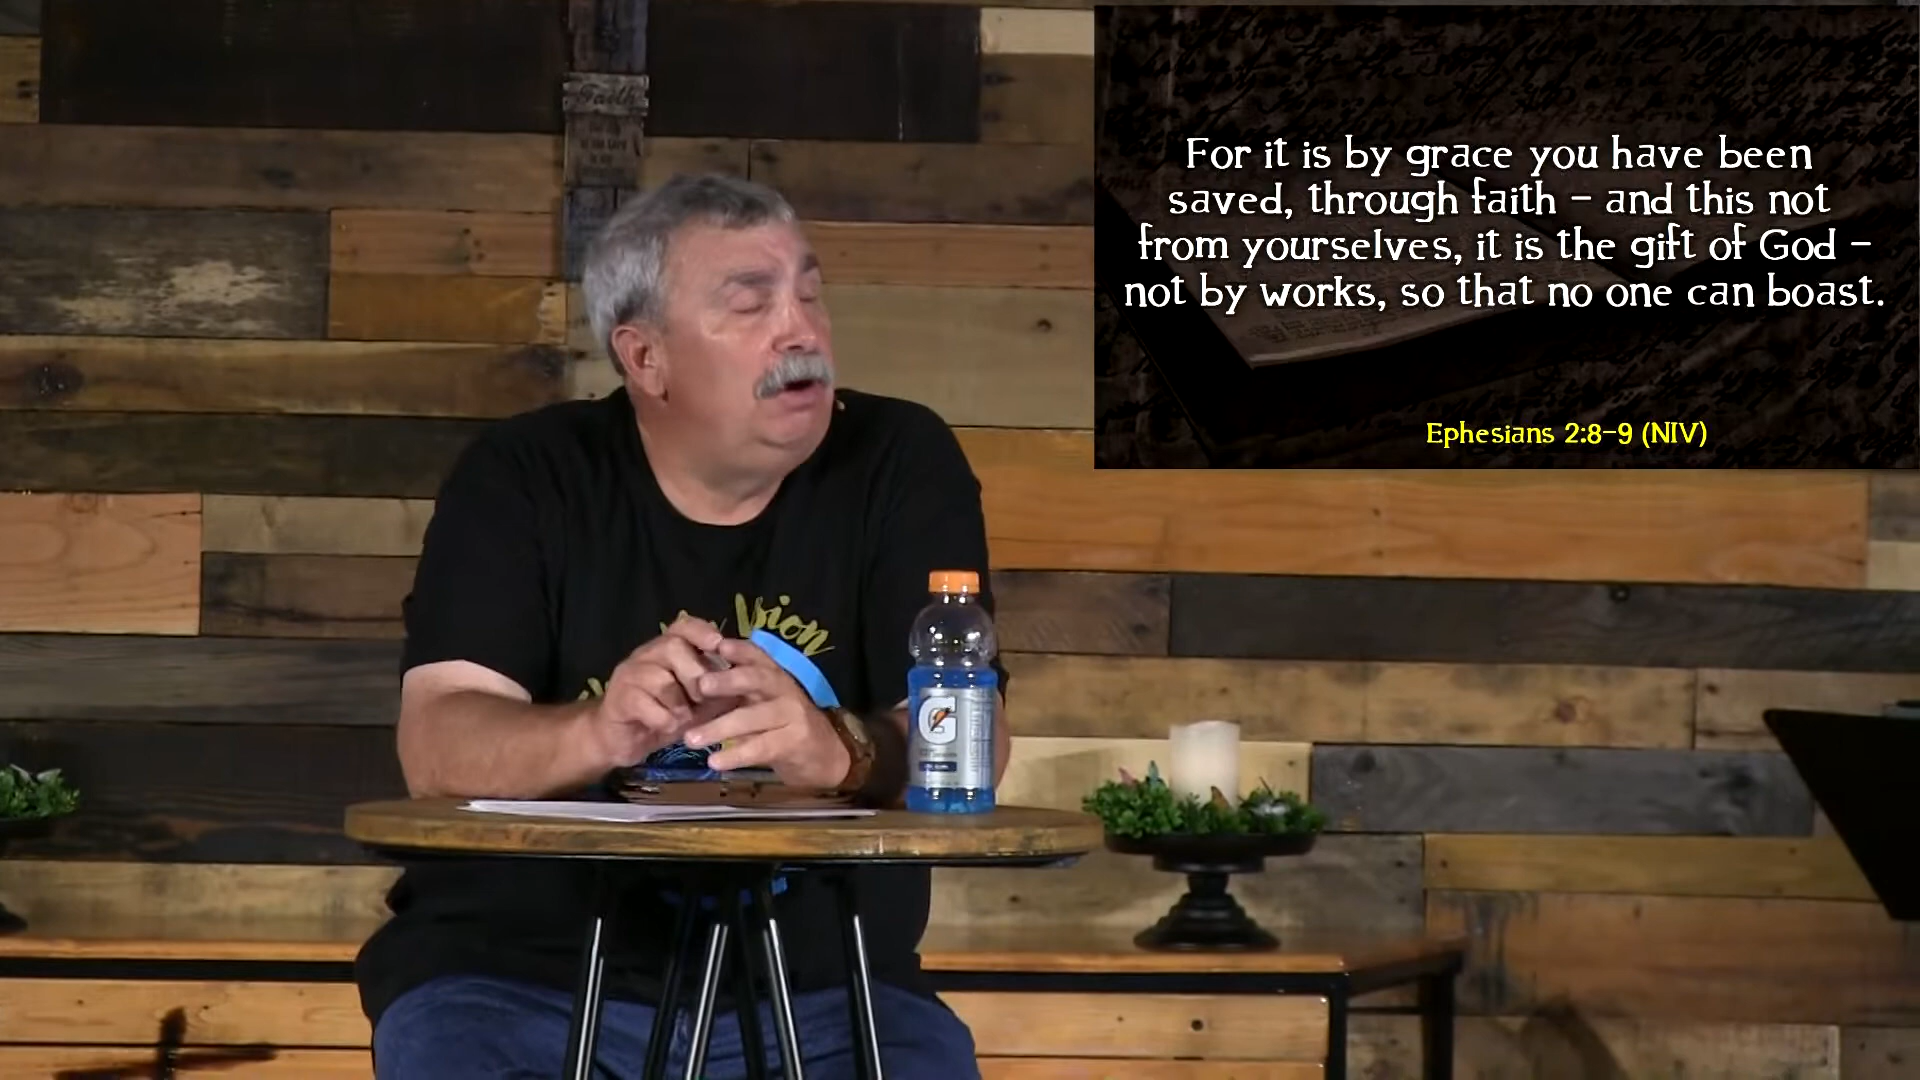 Faith
For it is by grace you have been
saved, through faith – and this not
from yourselves, it is the gift of God –
not by works, so that no one can boast.
Ephesians 2:8–9 (NIV)
G